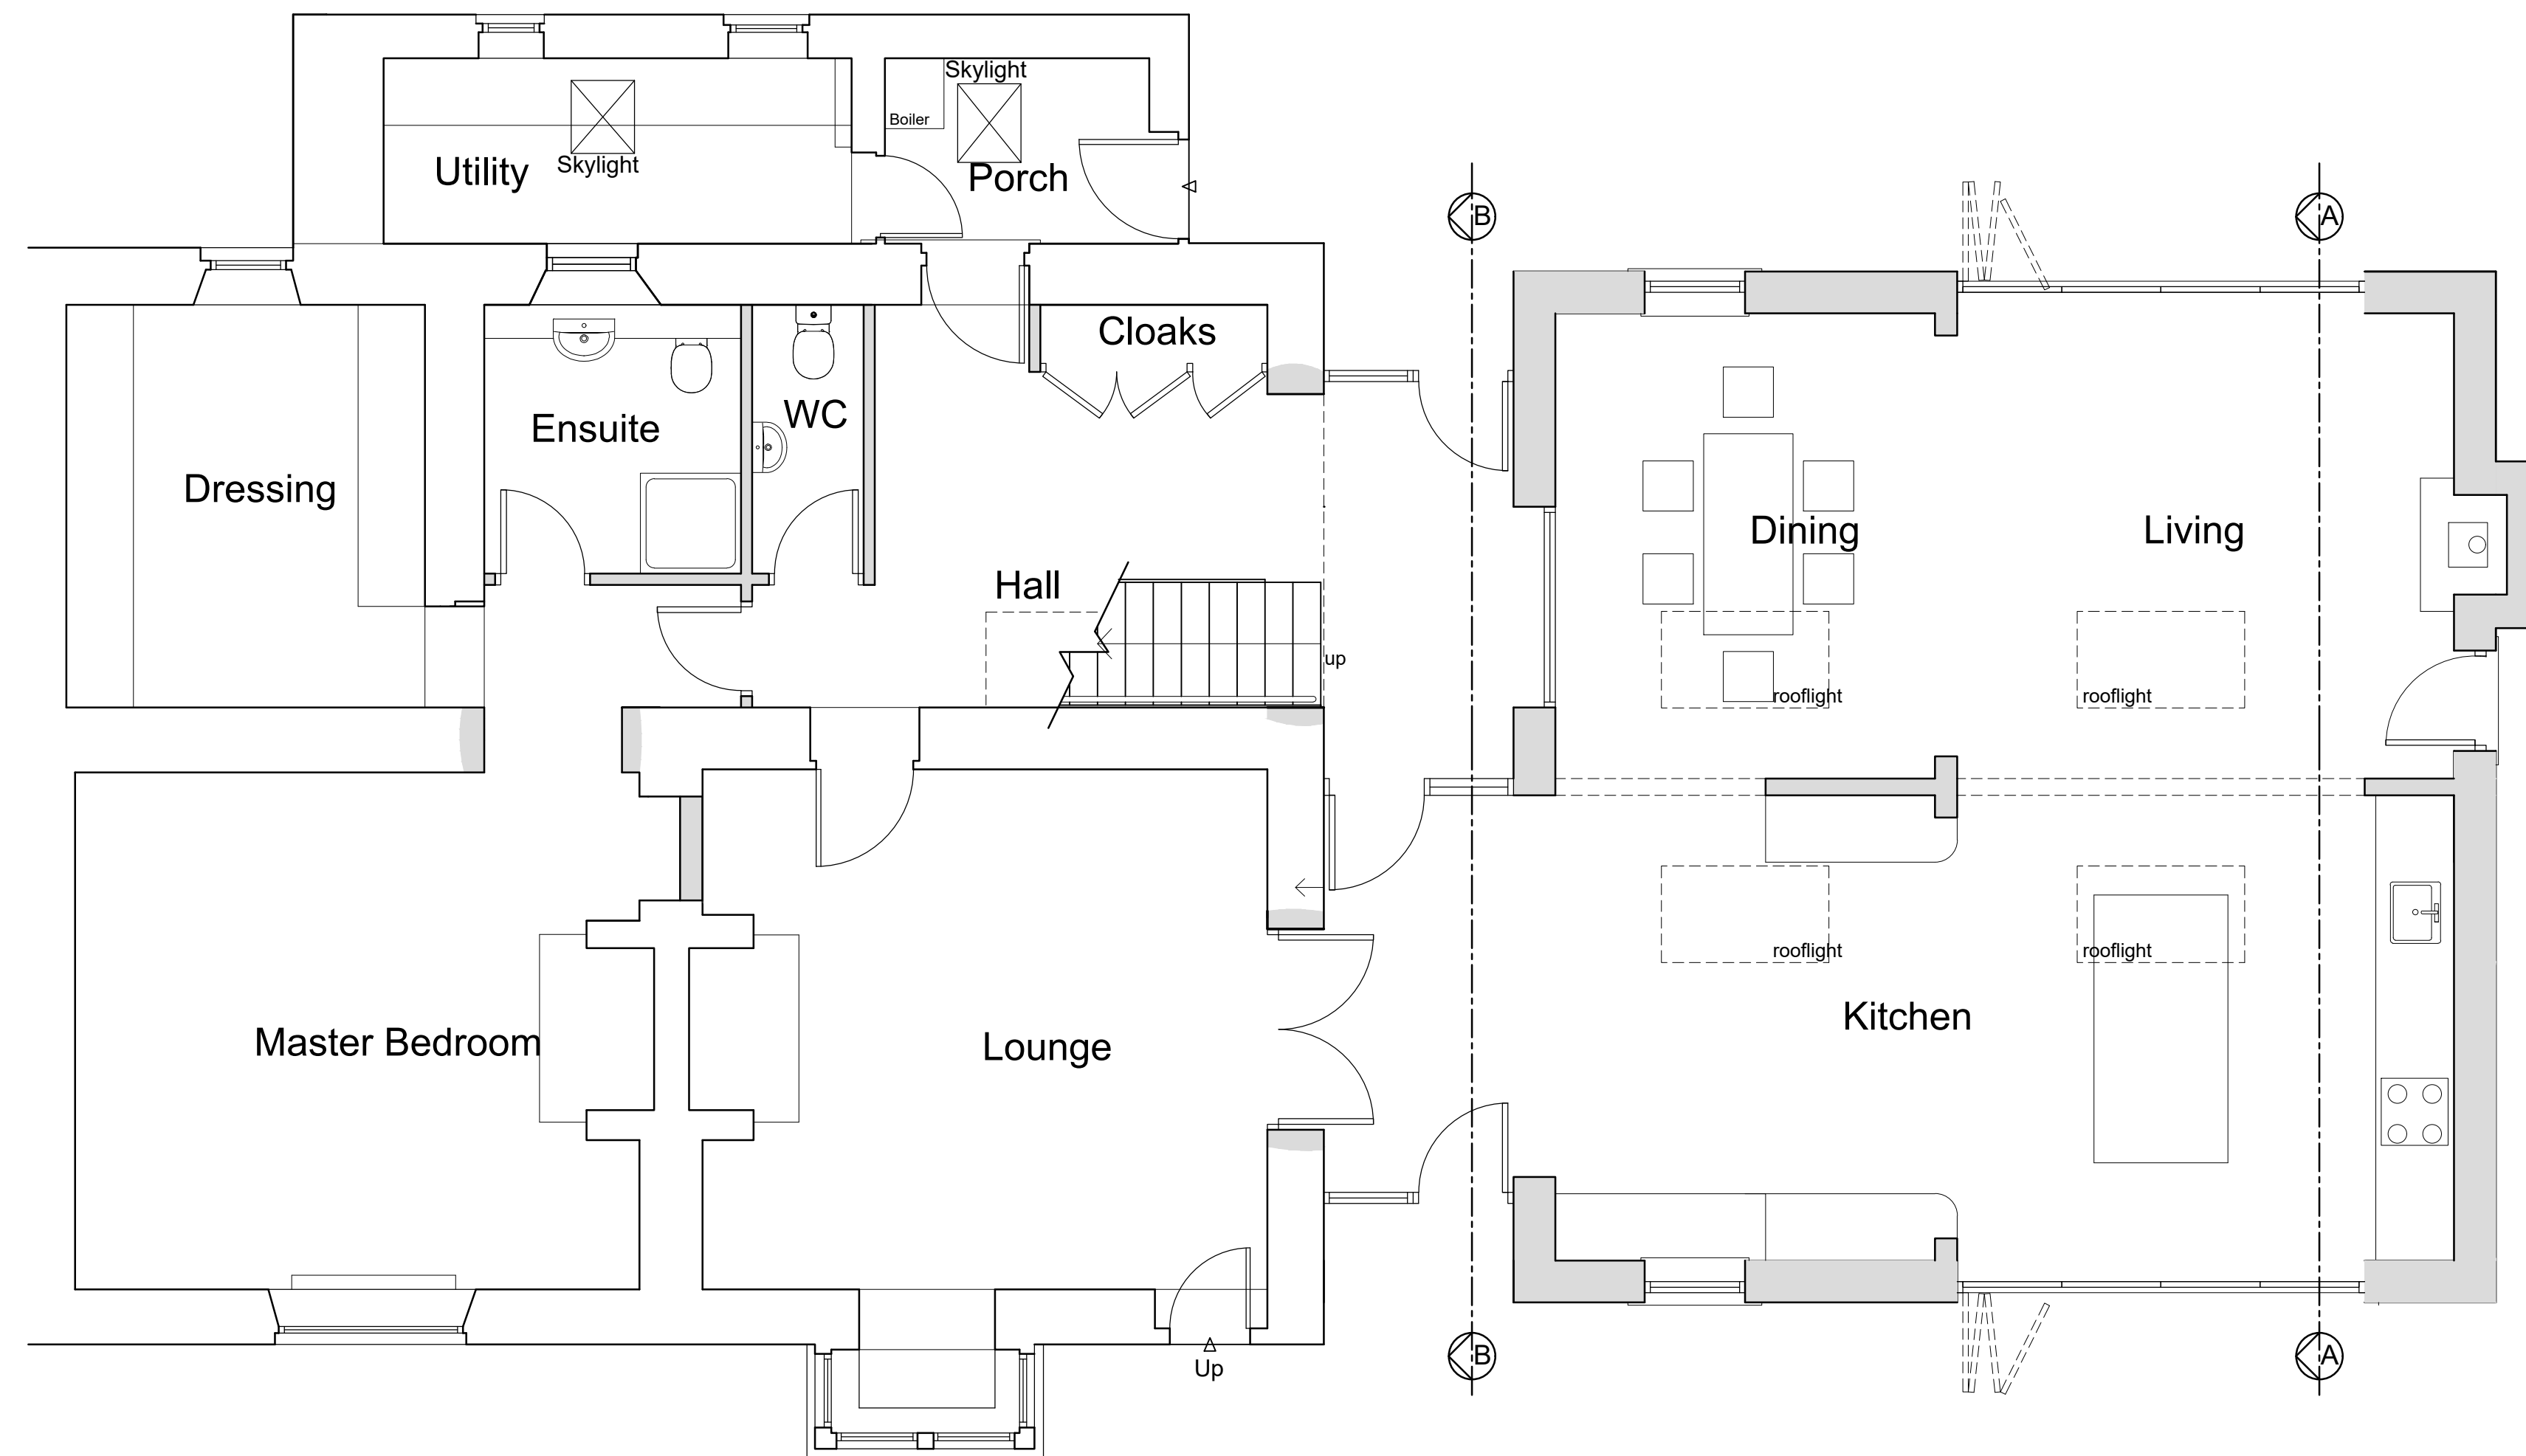 Skylight
Boiler
Utility
Skylight
Porch
B
A
Cloaks
WC
Ensuite
Dressing
Dining
Living
Hall
up
rooflight
rooflight
rooflight
rooflight
Kitchen
Master Bedroom
Lounge
B
A
Up